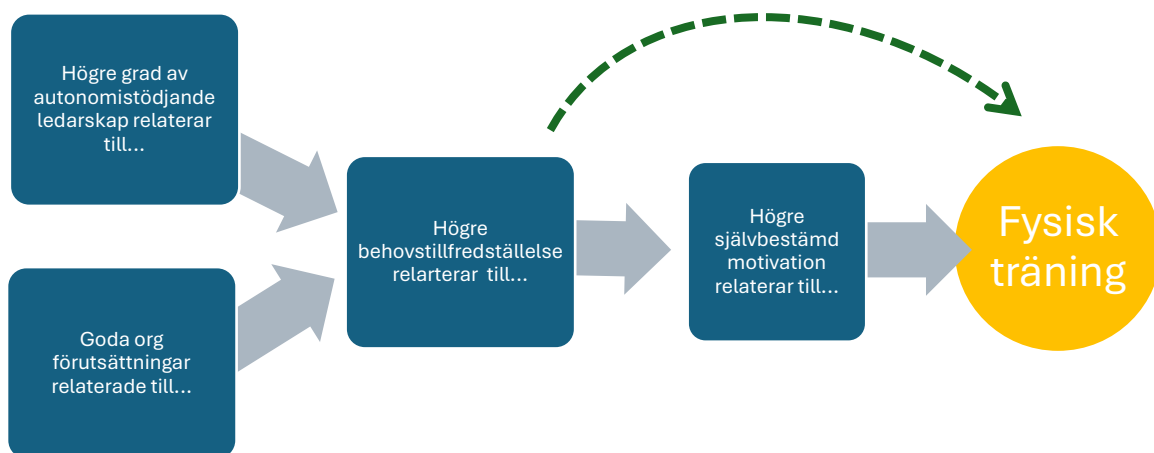 Högre grad av
autonomistödjande
ledarskap relaterar
till...
Goda org
förutsättningar
relaterade till...
Högre
behovstillfredställelse
relarterar  till...
Högre
självbestämd
motivation
relaterar till...
Fysisk
träning